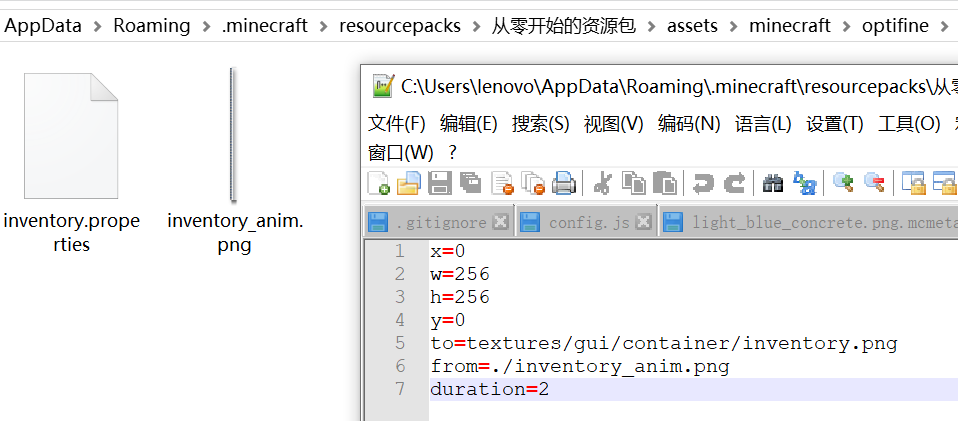 AppData > Roaming > .minecraft > resourcepacks > 从零开始的资源包 > assets > minecraft > optifine >
inventory.prope
rties
inventory_anim.
png
C:\Users\lenovo\AppData\Roaming\.minecraft\resourcepacks\从
文件(F) 编辑(E) 搜索(S) 视图(V) 编码(N) 语言(L) 设置(T) 工具(O)
窗口(W) ?
.gitignore config.js light_blue_concrete.png.mcmeta
1 x=0
2 w=256
3 h=256
4 y=0
5 to=textures/gui/container/inventory.png
6 from=./inventory_anim.png
7 duration=2